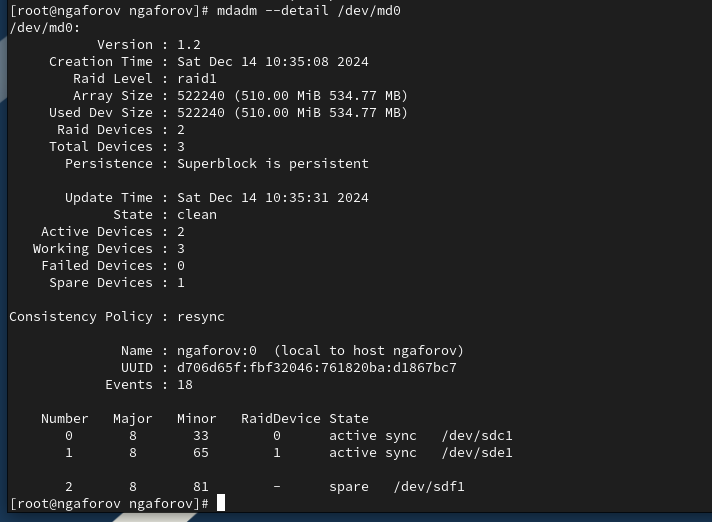 [root@ngaforov ngaforov]# mdadm --detail /dev/md0
/dev/md0:
           Version : 1.2
     Creation Time : Sat Dec 14 10:35:08 2024
        Raid Level : raid1
        Array Size : 522240 (510.00 MiB 534.77 MB)
     Used Dev Size : 522240 (510.00 MiB 534.77 MB)
      Raid Devices : 2
     Total Devices : 3
       Persistence : Superblock is persistent

       Update Time : Sat Dec 14 10:35:31 2024
             State : clean
    Active Devices : 2
   Working Devices : 3
    Failed Devices : 0
     Spare Devices : 1

Consistency Policy : resync

              Name : ngaforov:0  (local to host ngaforov)
              UUID : d706d65f:fbf32046:761820ba:d1867bc7
            Events : 18

    Number   Major   Minor   RaidDevice State
       0       8       33        0      active sync   /dev/sdc1
       1       8       65        1      active sync   /dev/sde1

       2       8       81        -      spare   /dev/sdf1
[root@ngaforov ngaforov]#